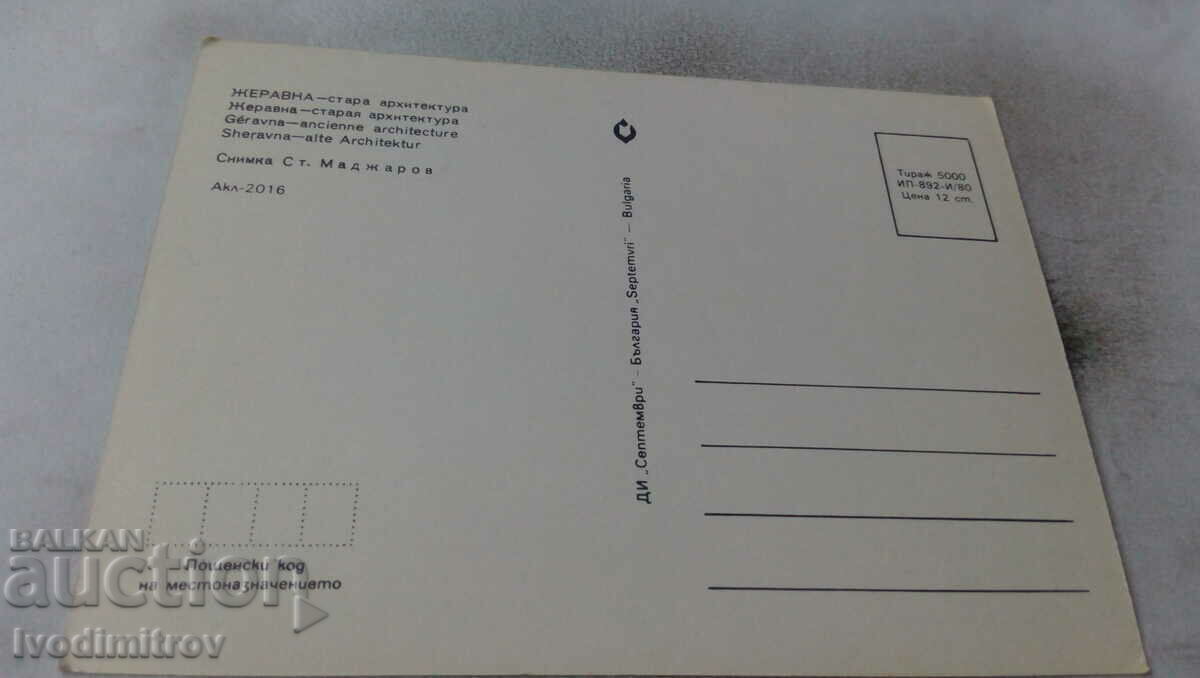 ЖЕРАВНА—стара архитектура
Жеравна—старая архитектура
Géravna—ancienne architecture
Sheravna—alte Architektur
Снимка Ст. Маджаров
Акл-2016
Тираж 5000
ИП-892-И/80
Цена 12 ст.
ДИ „Септември" – България „Septemvri" – Bulgaria
Пощенски код
на местоназначението
BALKAN
auction
Ivodimitrov